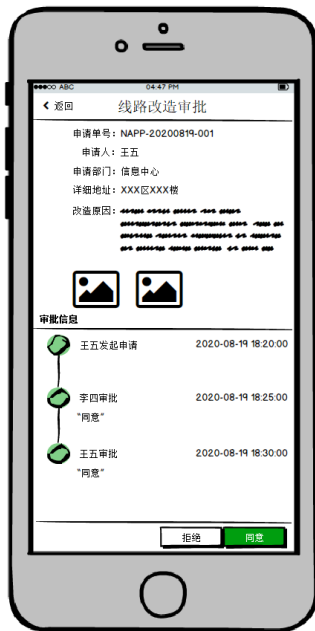 ABC 04:47 PM
返回 线路改造审批
申请单号：NAPP-20200819-001
申请人：王五
申请部门：信息中心
详细地址：XXX区XXX楼
改造原因：
审批信息
王五发起申请 2020-08-19 18:20:00
李四审批 2020-08-19 18:25:00
"同意"
王五审批 2020-08-19 18:30:00
"同意"
拒绝 同意